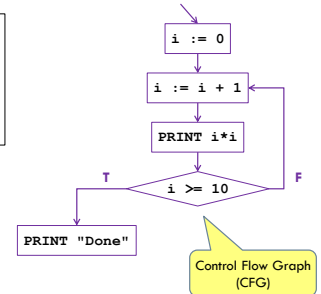 i := 0
i := i + 1
PRINT i*i
T
F
i >= 10
PRINT "Done"
Control Flow Graph
(CFG)